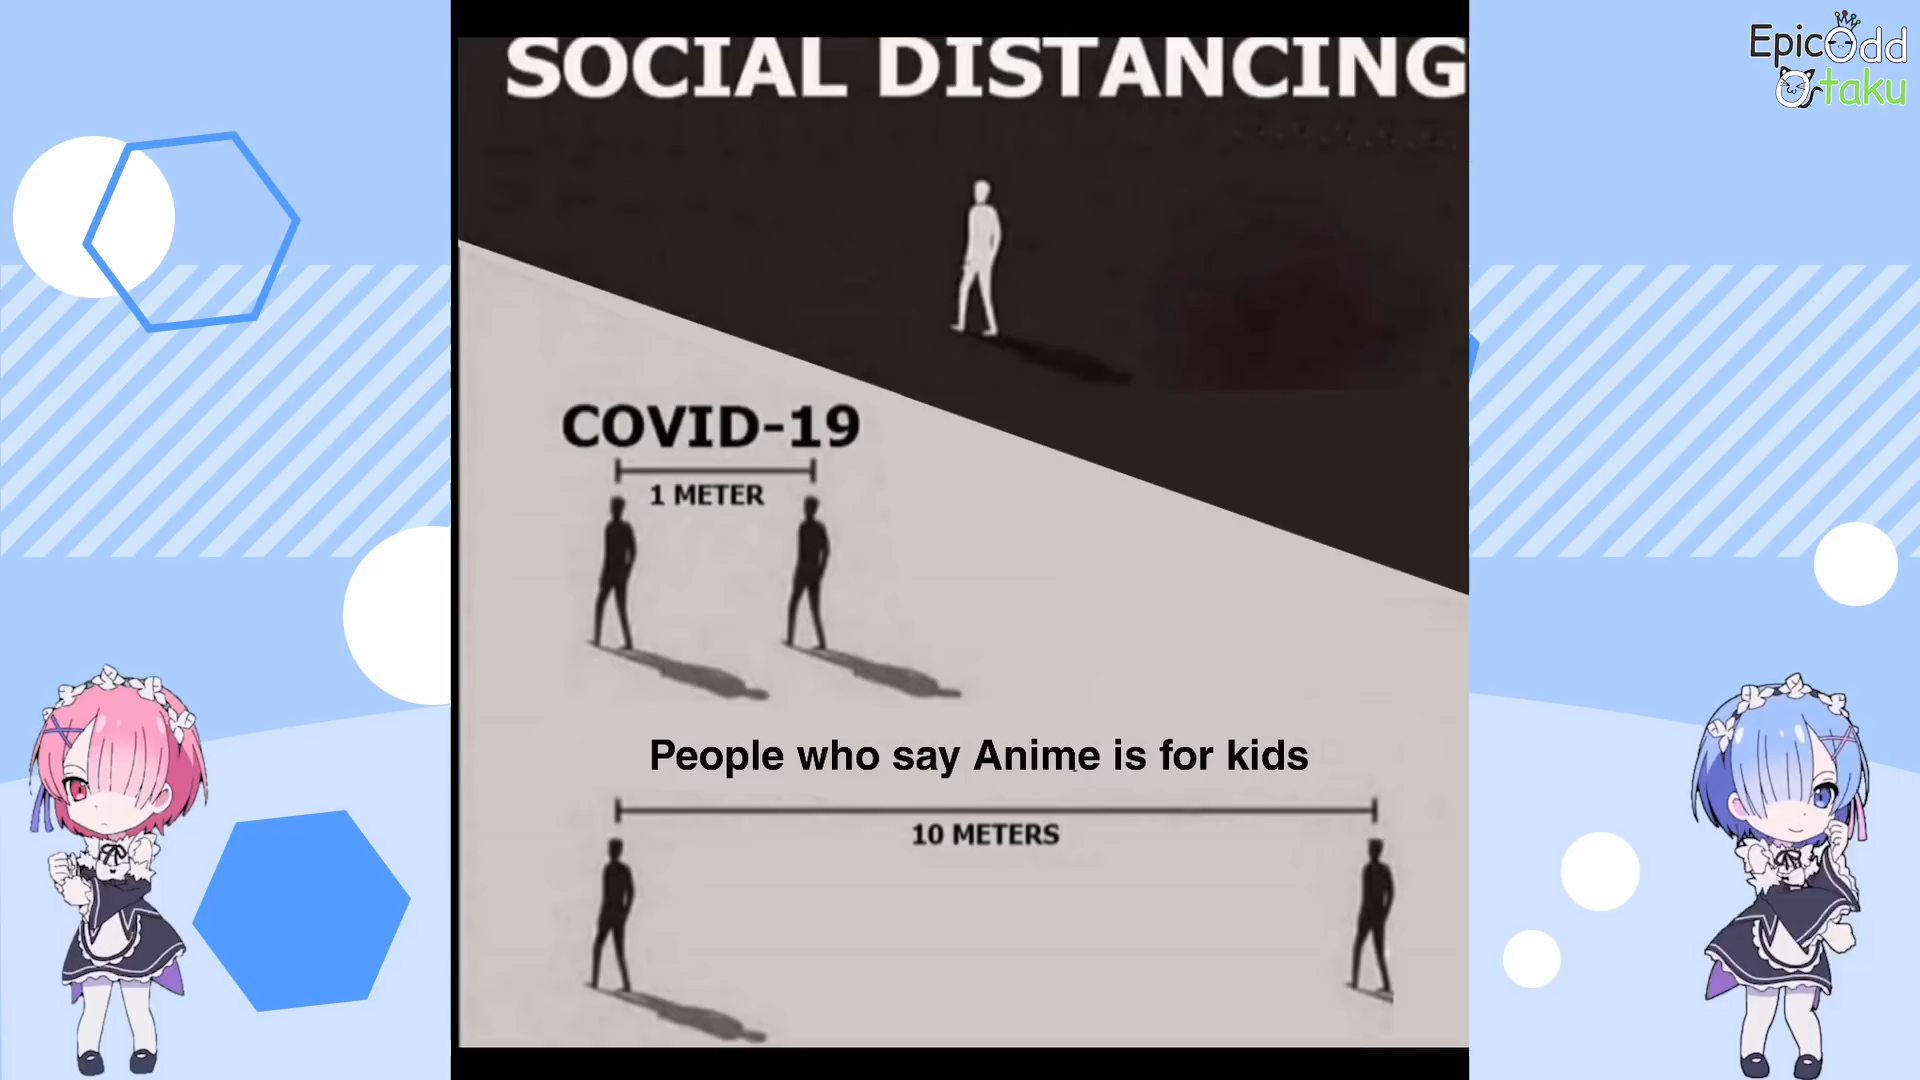 SOCIAL DISTANCING
EpicOdd
Otaku
COVID-19
1 METER
People who say Anime is for kids
10 METERS